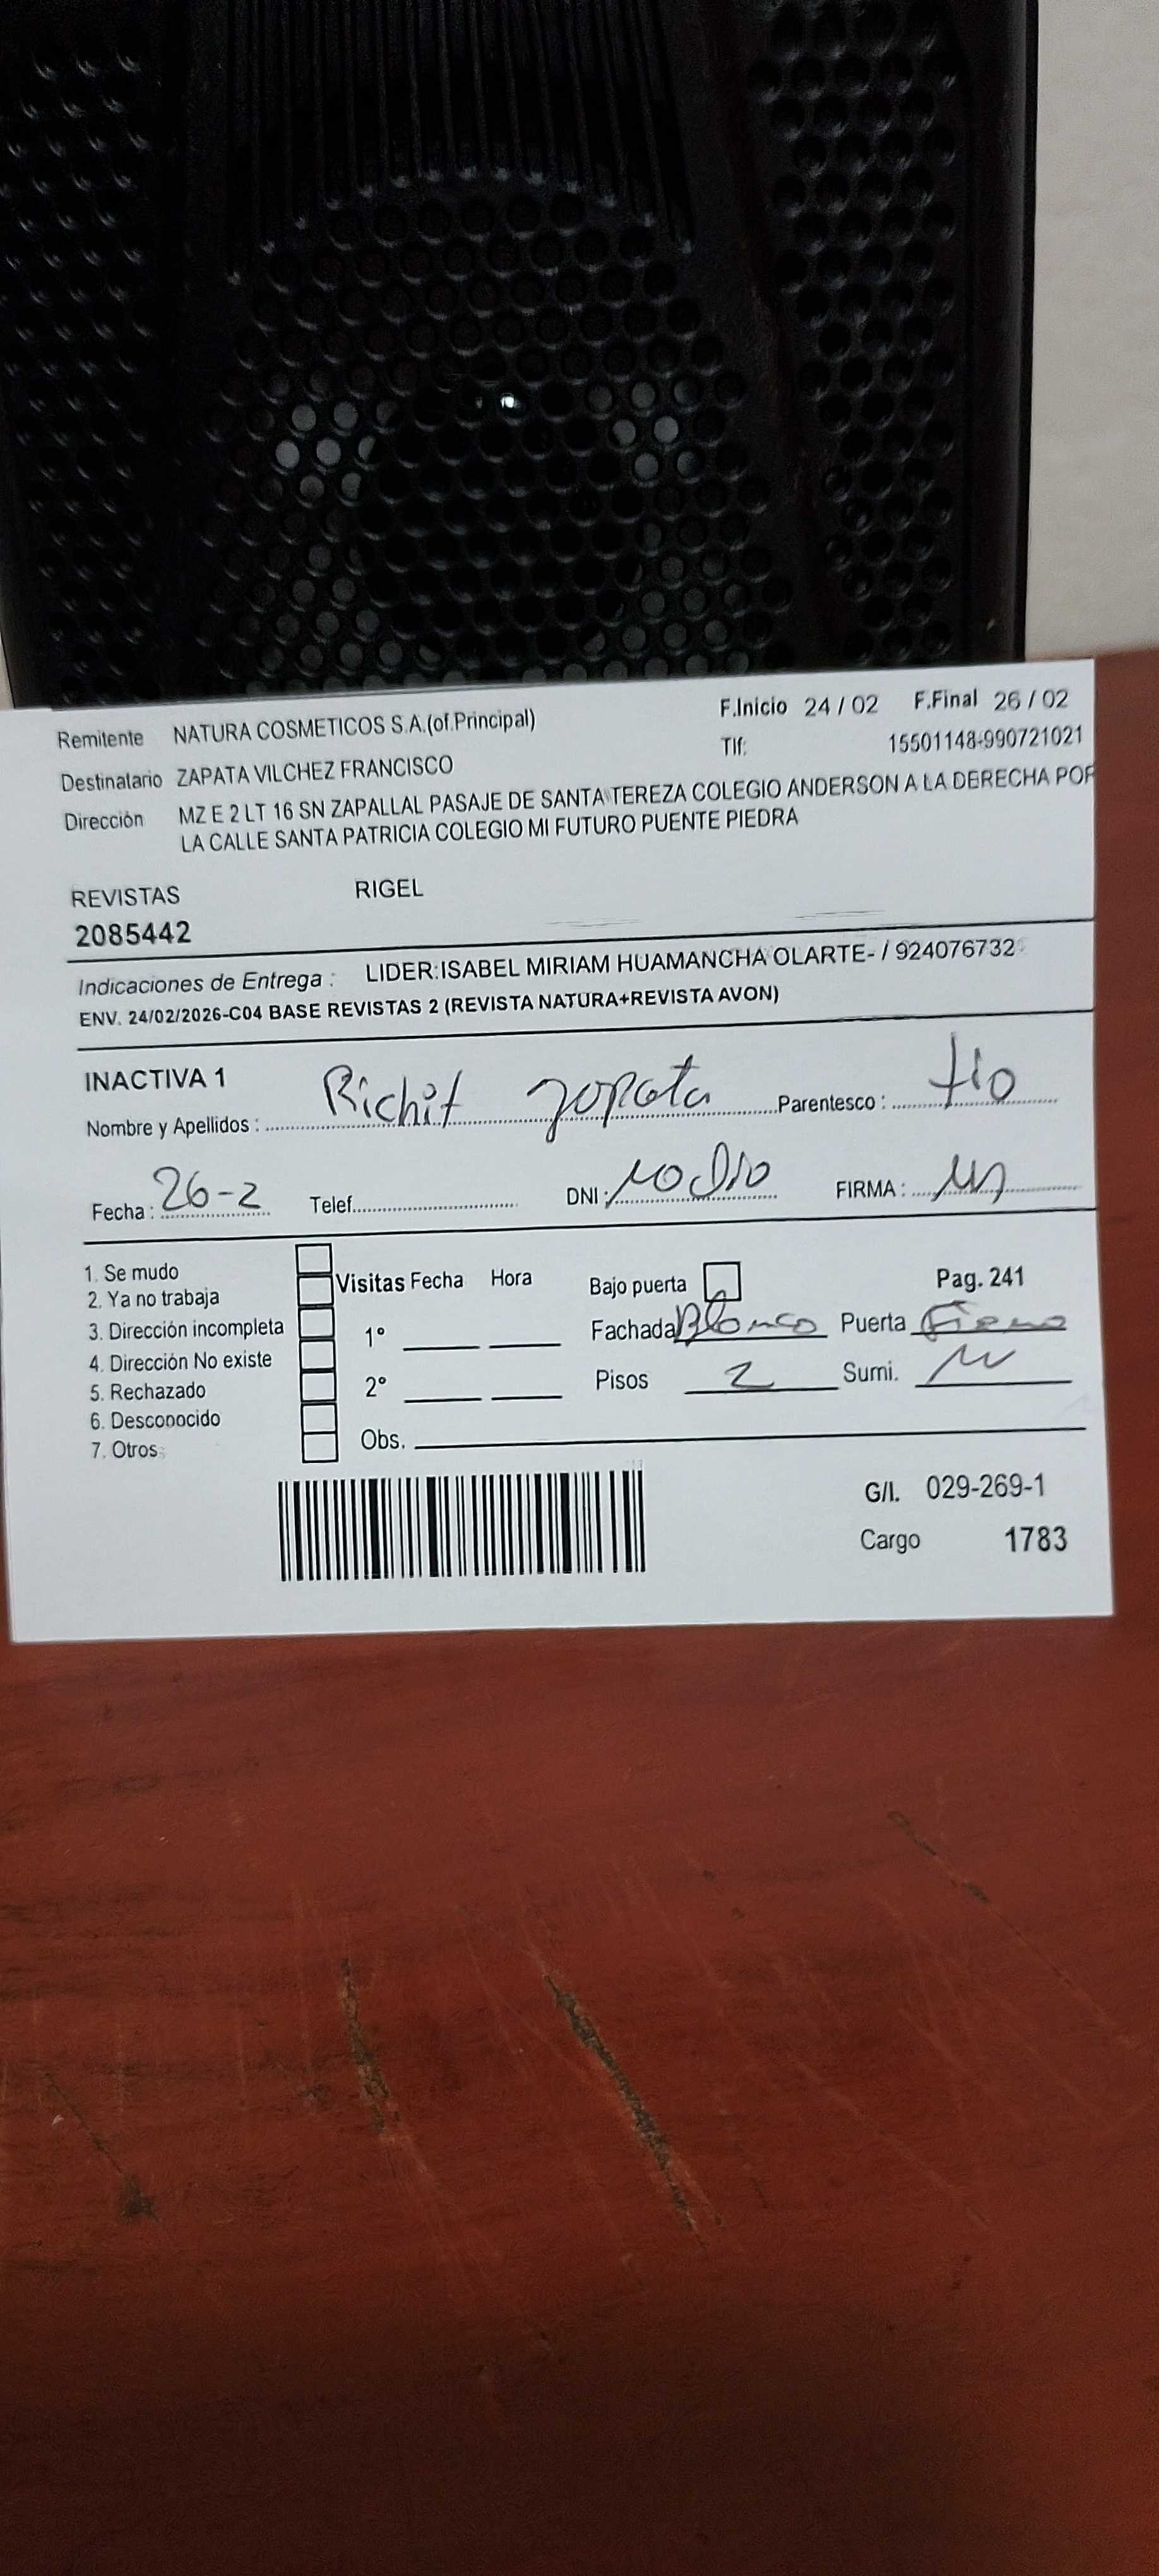 Remitente NATURA COSMETICOS S.A.(of.Principal) F.Inicio 24 / 02 F.Final 26 / 02
Tlf: 15501148-990721021
Destinatario ZAPATA VILCHEZ FRANCISCO
Dirección MZ E 2 LT 16 SN ZAPALLAL PASAJE DE SANTA TEREZA COLEGIO ANDERSON A LA DERECHA POR
LA CALLE SANTA PATRICIA COLEGIO MI FUTURO PUENTE PIEDRA
REVISTAS RIGEL
2085442
Indicaciones de Entrega : LIDER:ISABEL MIRIAM HUAMANCHA OLARTE- / 924076732
ENV. 24/02/2026-C04 BASE REVISTAS 2 (REVISTA NATURA+REVISTA AVON)
INACTIVA 1
Nombre y Apellidos : Richit zapata Parentesco : tío
Fecha : 26-2 Telef. DNI : no dio FIRMA :
1. Se mudo
2. Ya no trabaja
3. Dirección incompleta
4. Dirección No existe
5. Rechazado
6. Desconocido
7. Otros
Visitas Fecha Hora Bajo puerta Pag. 241
1° Fachada Blanco Puerta Fierro
2° Pisos 2 Sumi.
Obs.
G/I. 029-269-1
Cargo 1783